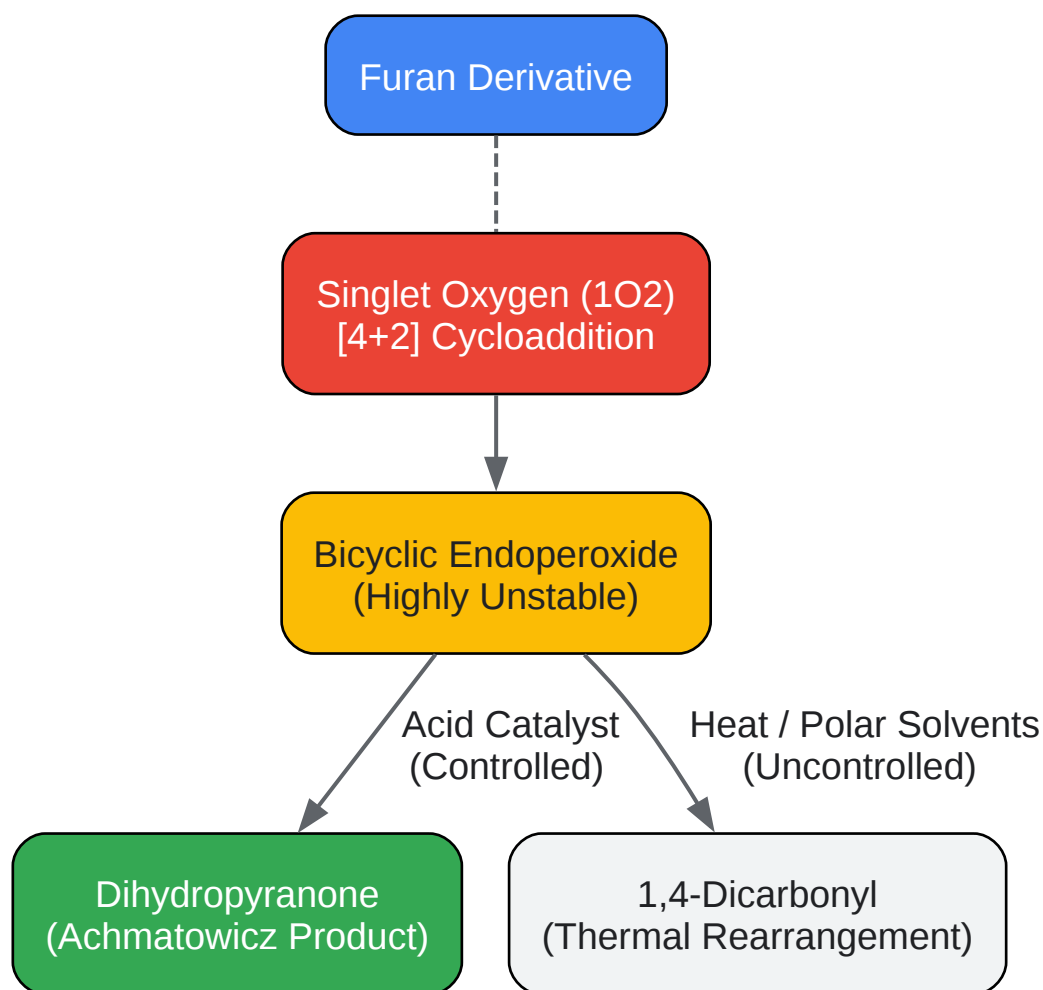 Furan Derivative
Singlet Oxygen (1O2)
[4+2] Cycloaddition
Bicyclic Endoperoxide
(Highly Unstable)
Acid Catalyst
(Controlled)
Heat / Polar Solvents
(Uncontrolled)
Dihydropyranone
(Achmatowicz Product)
1,4-Dicarbonyl
(Thermal Rearrangement)